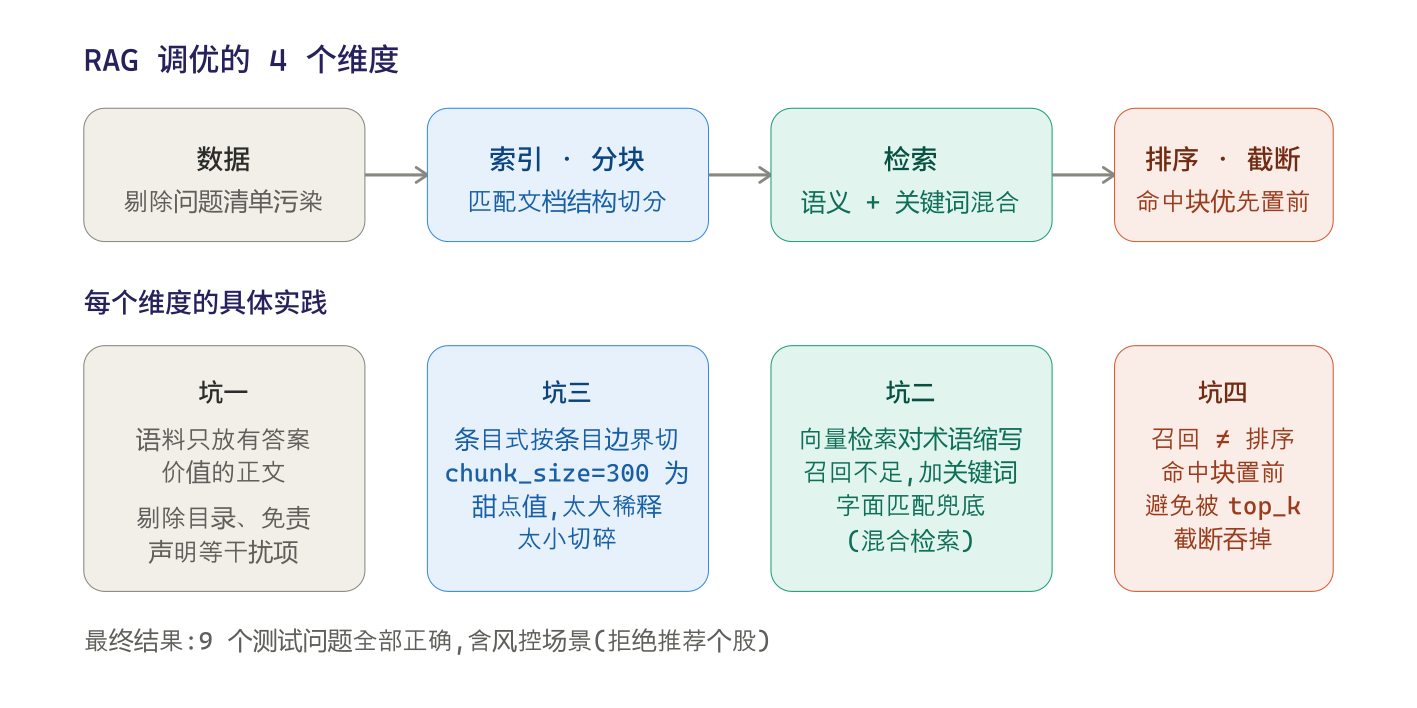 RAG 调优的 4 个维度
数据
剔除问题清单污染
索引 · 分块
匹配文档结构切分
检索
语义 + 关键词混合
排序 · 截断
命中块优先置前
每个维度的具体实践
坑一
语料只放有答案
价值的正文
剔除目录、免责
声明等干扰项
坑三
条目式按条目边界切
chunk_size=300 为
甜点值,太大稀释
太小切碎
坑二
向量检索对术语缩写
召回不足,加关键词
字面匹配兜底
(混合检索)
坑四
召回 ≠ 排序
命中块置前
避免被 top_k
截断吞掉
最终结果:9 个测试问题全部正确,含风控场景(拒绝推荐个股)